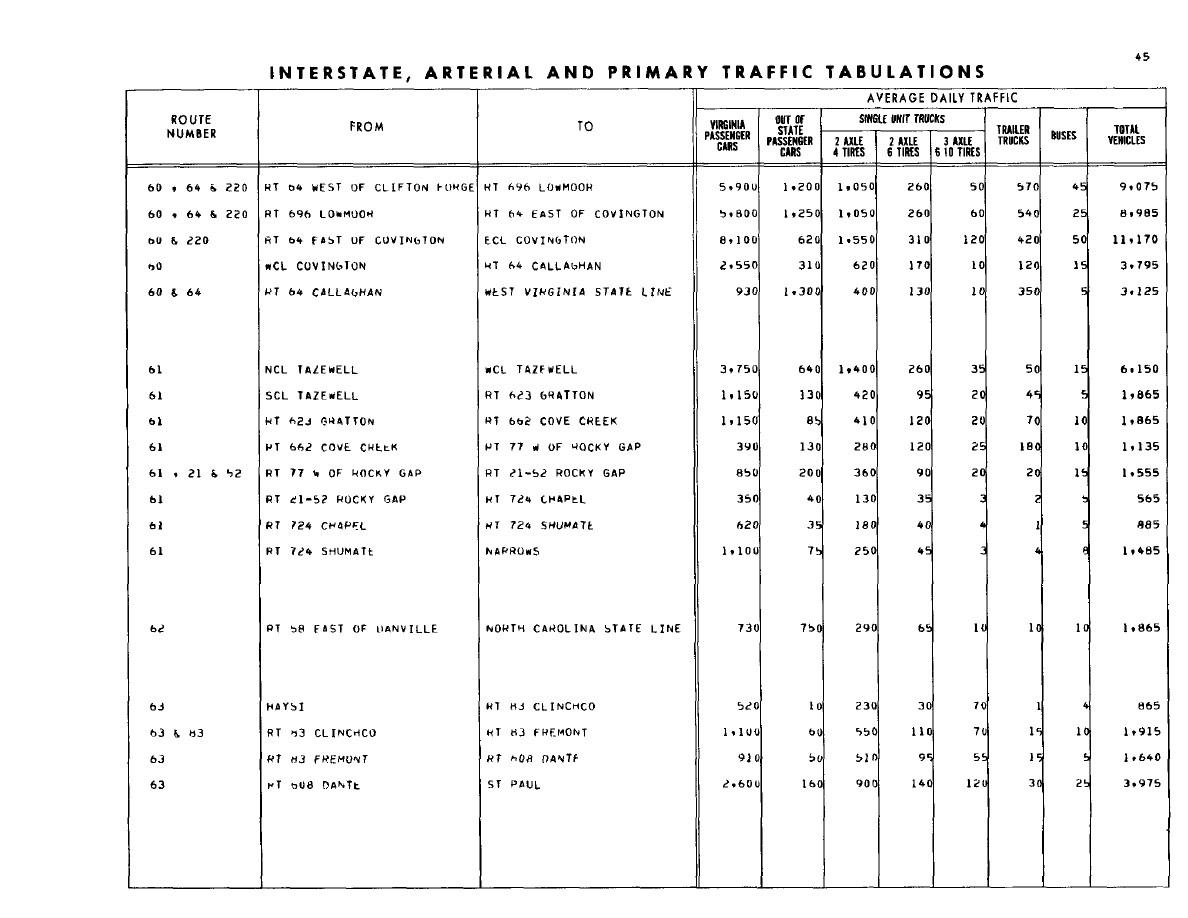 45
INTERSTATE, ARTERIAL AND PRIMARY TRAFFIC TABULATIONS
AVERAGE DAILY TRAFFIC
ROUTE NUMBER FROM TO VIRGINIA PASSENGER CARS OUT OF STATE PASSENGER CARS SINGLE UNIT TRUCKS 2 AXLE 4 TIRES 2 AXLE 6 TIRES 3 AXLE 6 10 TIRES TRAILER TRUCKS BUSES TOTAL VEHICLES
60 , 64 & 220 RT 64 WEST OF CLIFTON FORGE RT 696 LOWMOOR 5,900 1,200 1,050 260 50 570 45 9,075
60 , 64 & 220 RT 696 LOWMOOR RT 64 EAST OF COVINGTON 5,800 1,250 1,050 260 60 540 25 8,985
60 & 220 RT 64 EAST OF COVINGTON ECL COVINGTON 8,100 620 1,550 310 120 420 50 11,170
60 WCL COVINGTON RT 64 CALLAGHAN 2,550 310 620 170 10 120 15 3,795
60 & 64 RT 64 CALLAGHAN WEST VIRGINIA STATE LINE 930 1,300 400 130 10 350 5 3,125
61 NCL TAZEWELL WCL TAZEWELL 3,750 640 1,400 260 35 50 15 6,150
61 SCL TAZEWELL RT 623 GRATTON 1,150 130 420 95 20 45 5 1,865
61 RT 623 GRATTON RT 662 COVE CREEK 1,150 85 410 120 20 70 10 1,865
61 RT 662 COVE CREEK RT 77 W OF ROCKY GAP 390 130 280 120 25 180 10 1,135
61 , 21 & 52 RT 77 W OF ROCKY GAP RT 21-52 ROCKY GAP 850 200 360 90 20 20 15 1,555
61 RT 21-52 ROCKY GAP RT 724 CHAPEL 350 40 130 35 3 2 5 565
61 RT 724 CHAPEL RT 724 SHUMATE 620 35 180 40 4 1 5 885
61 RT 724 SHUMATE NARROWS 1,100 75 250 45 3 4 8 1,485
62 RT 58 EAST OF DANVILLE NORTH CAROLINA STATE LINE 730 750 290 65 10 10 10 1,865
63 HAYSI RT 83 CLINCHCO 520 10 230 30 70 1 4 865
63 & 83 RT 83 CLINCHCO RT 83 FREMONT 1,100 60 550 110 70 15 10 1,915
63 RT 83 FREMONT RT 608 DANTE 910 50 510 95 55 15 5 1,640
63 RT 608 DANTE ST PAUL 2,600 160 900 140 120 30 25 3,975